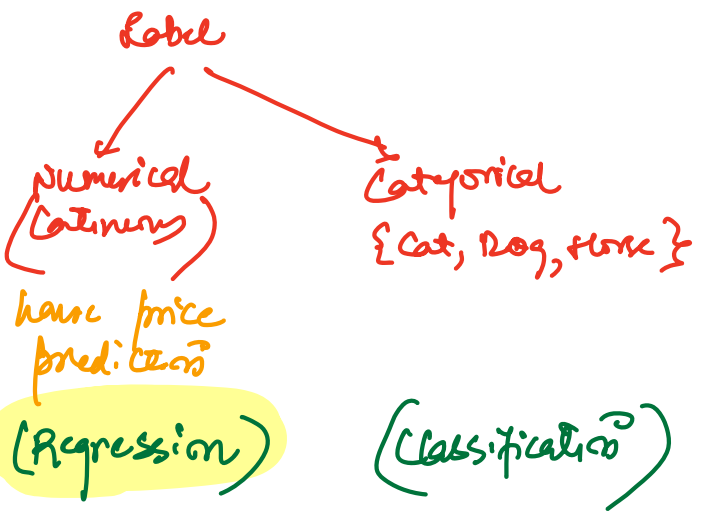 Label
Numerical
(Continuous)
Categorical
{Cat, Dog, Horse}
house price
prediction
(Regression)
(Classification)